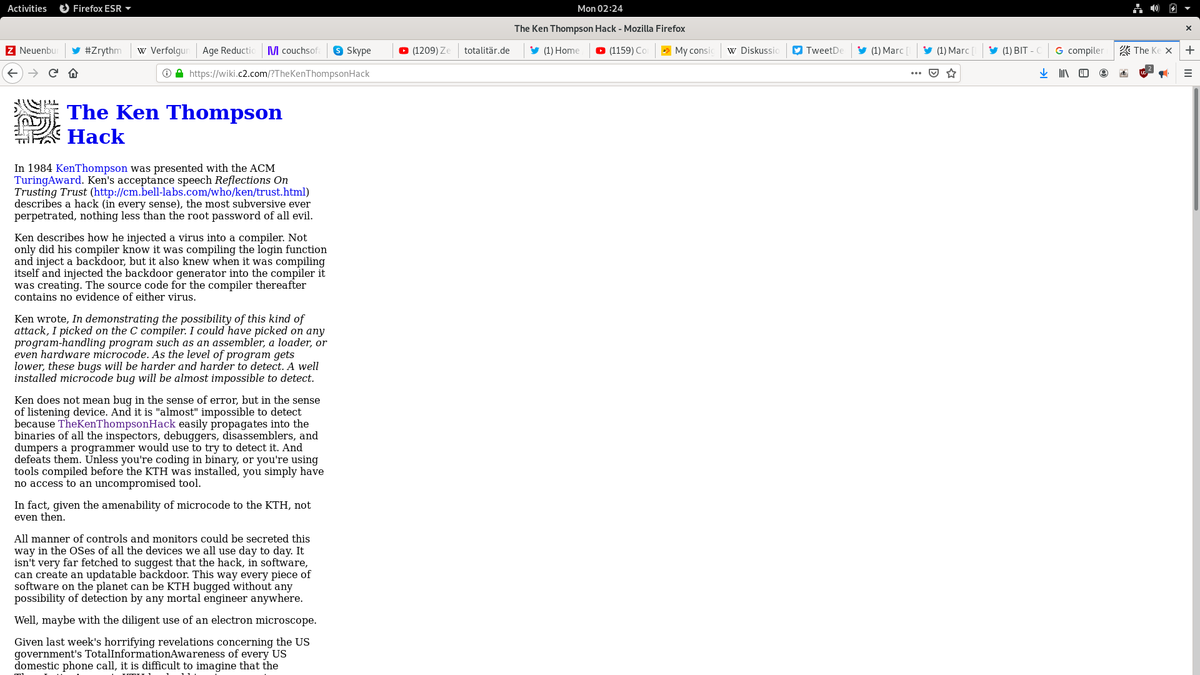 Activities Firefox ESR Mon 02:24
The Ken Thompson Hack - Mozilla Firefox
Neuenbu #Zrythm Verfolgun Age Reductio couchsof Skype (1209) Ze totalitär.de (1) Home (1159) Co My consid Diskussio TweetDe (1) Marc (1) Marc (1) BIT - compiler The Ke
https://wiki.c2.com/?TheKenThompsonHack 2
The Ken Thompson
Hack
In 1984 KenThompson was presented with the ACM
TuringAward. Ken's acceptance speech Reflections On
Trusting Trust (http://cm.bell-labs.com/who/ken/trust.html)
describes a hack (in every sense), the most subversive ever
perpetrated, nothing less than the root password of all evil.
Ken describes how he injected a virus into a compiler. Not
only did his compiler know it was compiling the login function
and inject a backdoor, but it also knew when it was compiling
itself and injected the backdoor generator into the compiler it
was creating. The source code for the compiler thereafter
contains no evidence of either virus.
Ken wrote, In demonstrating the possibility of this kind of
attack, I picked on the C compiler. I could have picked on any
program-handling program such as an assembler, a loader, or
even hardware microcode. As the level of program gets
lower, these bugs will be harder and harder to detect. A well
installed microcode bug will be almost impossible to detect.
Ken does not mean bug in the sense of error, but in the sense
of listening device. And it is "almost" impossible to detect
because TheKenThompsonHack easily propagates into the
binaries of all the inspectors, debuggers, disassemblers, and
dumpers a programmer would use to try to detect it. And
defeats them. Unless you're coding in binary, or you're using
tools compiled before the KTH was installed, you simply have
no access to an uncompromised tool.
In fact, given the amenability of microcode to the KTH, not
even then.
All manner of controls and monitors could be secreted this
way in the OSes of all the devices we all use day to day. It
isn't very far fetched to suggest that the hack, in software,
can create an updatable backdoor. This way every piece of
software on the planet can be KTH bugged without any
possibility of detection by any mortal engineer anywhere.
Well, maybe with the diligent use of an electron microscope.
Given last week's horrifying revelations concerning the US
government's TotalInformationAwareness of every US
domestic phone call, it is difficult to imagine that the